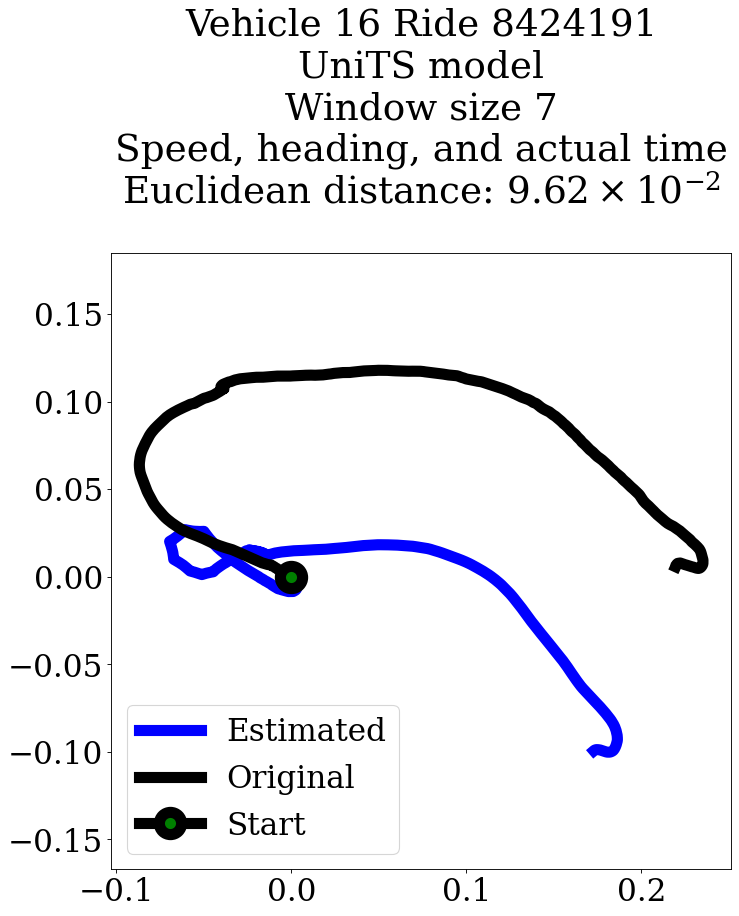 Vehicle 16 Ride 8424191
UniTS model
Window size 7
Speed, heading, and actual time
Euclidean distance: 9.62 × 10⁻²
0.15
0.10
0.05
0.00
−0.05
−0.10
−0.15
Estimated
Original
Start
−0.1
0.0
0.1
0.2